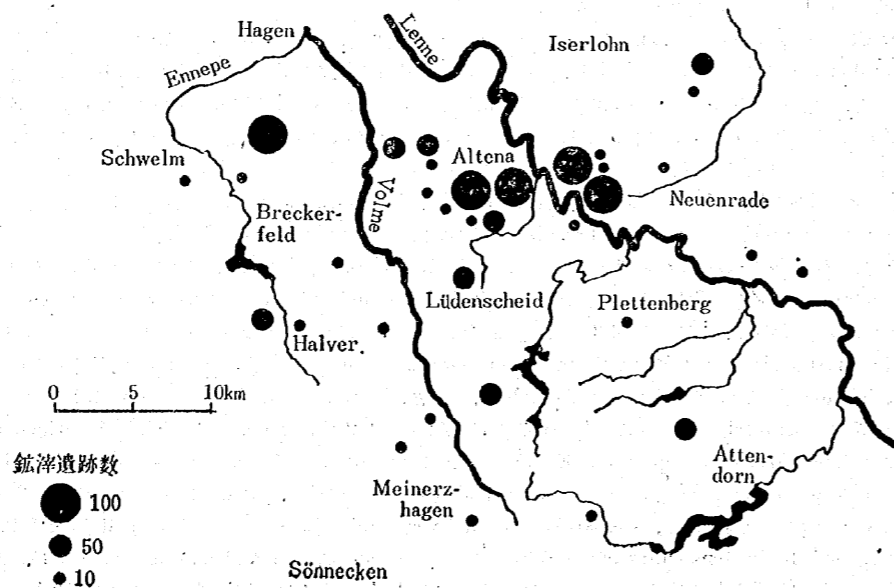 Hagen
Lenne
Iserlohn
Ennepe
Schwelm
Altena
Volme
Neuenrade
Brecker-
feld
Lüdenscheid
Plettenberg
Halver.
0 5 10km
Atten-
dorn
鉱滓遺跡数
100
50
10
Meinerz-
hagen
Sönnecken